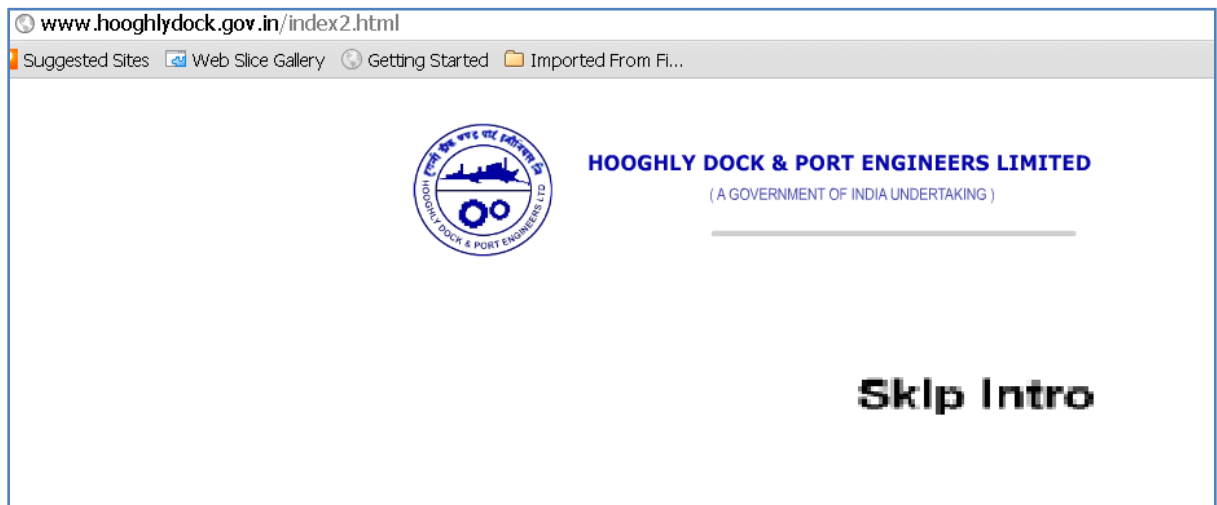 www.hooghlydock.gov.in/index2.html
Suggested Sites Web Slice Gallery Getting Started Imported From Fi...
HOOGHLY DOCK & PORT ENGINEERS LIMITED
( A GOVERNMENT OF INDIA UNDERTAKING )
HOOGHLY DOCK & PORT ENGINEERS LTD
Skip Intro